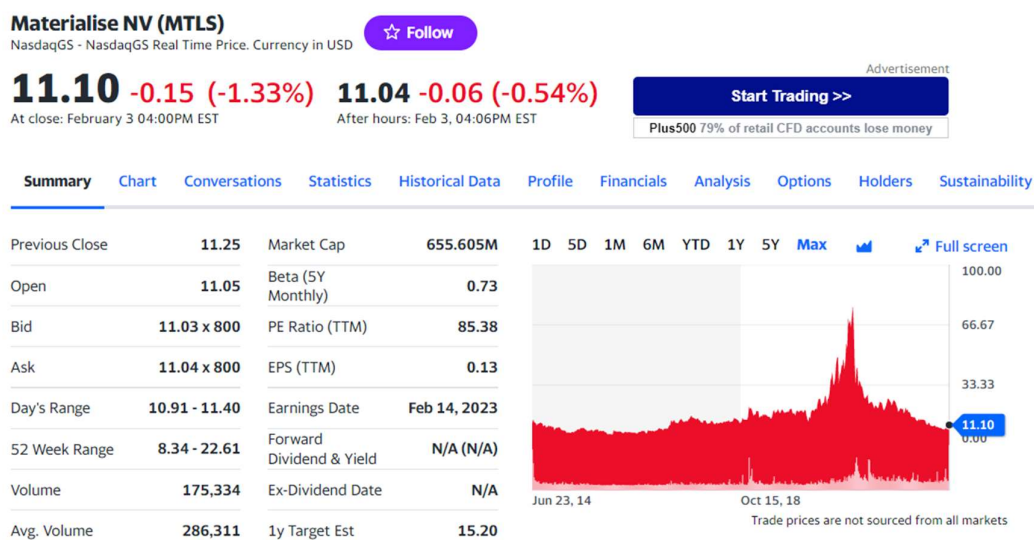 Materialise NV (MTLS)
NasdaqGS - NasdaqGS Real Time Price. Currency in USD
Follow
11.10 -0.15 (-1.33%)
At close: February 3 04:00PM EST
11.04 -0.06 (-0.54%)
After hours: Feb 3, 04:06PM EST
Advertisement
Start Trading >>
Plus500 79% of retail CFD accounts lose money
Summary Chart Conversations Statistics Historical Data Profile Financials Analysis Options Holders Sustainability
Previous Close 11.25
Open 11.05
Bid 11.03 x 800
Ask 11.04 x 800
Day's Range 10.91 - 11.40
52 Week Range 8.34 - 22.61
Volume 175,334
Avg. Volume 286,311
Market Cap 655.605M
Beta (5Y
Monthly) 0.73
PE Ratio (TTM) 85.38
EPS (TTM) 0.13
Earnings Date Feb 14, 2023
Forward
Dividend & Yield N/A (N/A)
Ex-Dividend Date N/A
1y Target Est 15.20
1D 5D 1M 6M YTD 1Y 5Y Max Full screen
100.00
66.67
33.33
11.10
0.00
Jun 23, 14 Oct 15, 18
Trade prices are not sourced from all markets